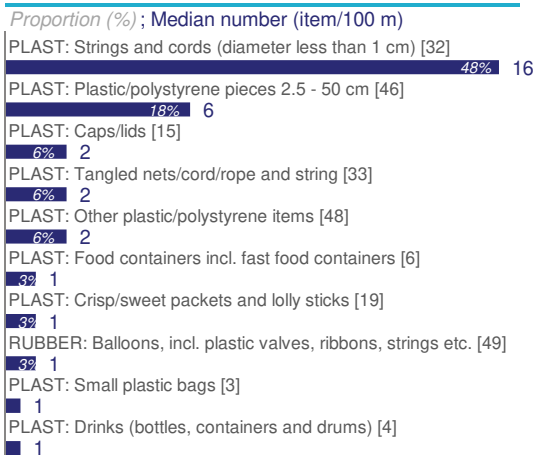 Proportion (%) ; Median number (item/100 m)
PLAST: Strings and cords (diameter less than 1 cm) [32]
48% 16
PLAST: Plastic/polystyrene pieces 2.5 - 50 cm [46]
18% 6
PLAST: Caps/lids [15]
6% 2
PLAST: Tangled nets/cord/rope and string [33]
6% 2
PLAST: Other plastic/polystyrene items [48]
6% 2
PLAST: Food containers incl. fast food containers [6]
3% 1
PLAST: Crisp/sweet packets and lolly sticks [19]
3% 1
RUBBER: Balloons, incl. plastic valves, ribbons, strings etc. [49]
3% 1
PLAST: Small plastic bags [3]
1
PLAST: Drinks (bottles, containers and drums) [4]
1